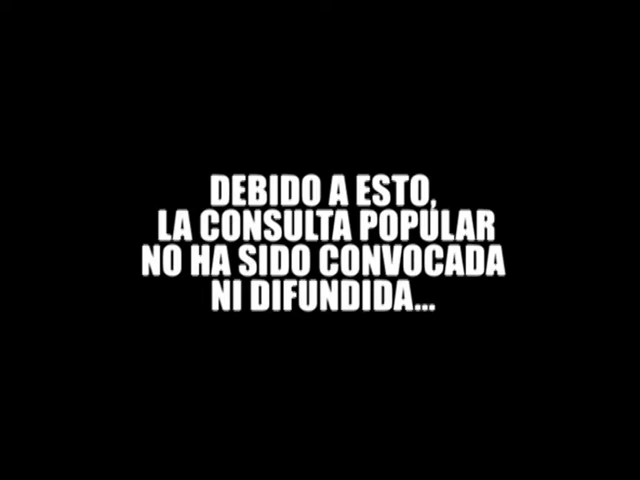 DEBIDO A ESTO,
LA CONSULTA POPULAR
NO HA SIDO CONVOCADA
NI DIFUNDIDA...